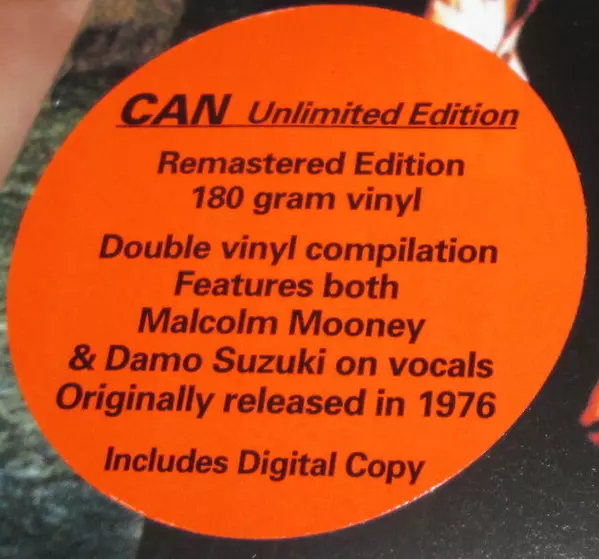 CAN Unlimited Edition
Remastered Edition
180 gram vinyl
Double vinyl compilation
Features both
Malcolm Mooney
& Damo Suzuki on vocals
Originally released in 1976
Includes Digital Copy